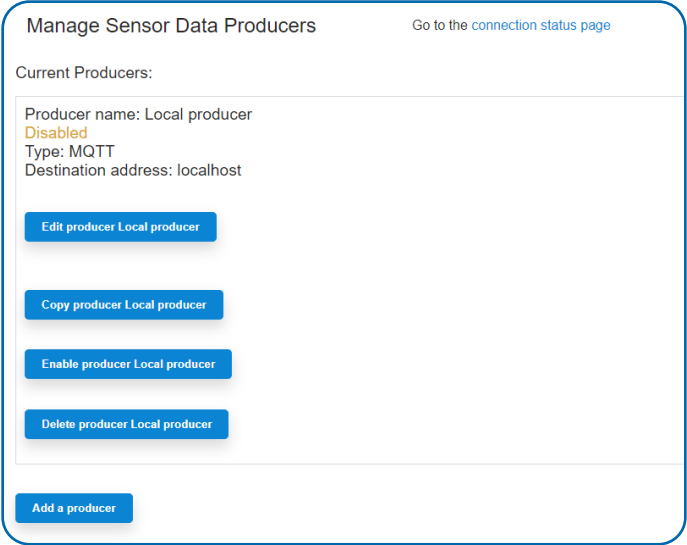 Manage Sensor Data Producers
Go to the connection status page
Current Producers:
Producer name: Local producer
Disabled
Type: MQTT
Destination address: localhost
Edit producer Local producer
Copy producer Local producer
Enable producer Local producer
Delete producer Local producer
Add a producer